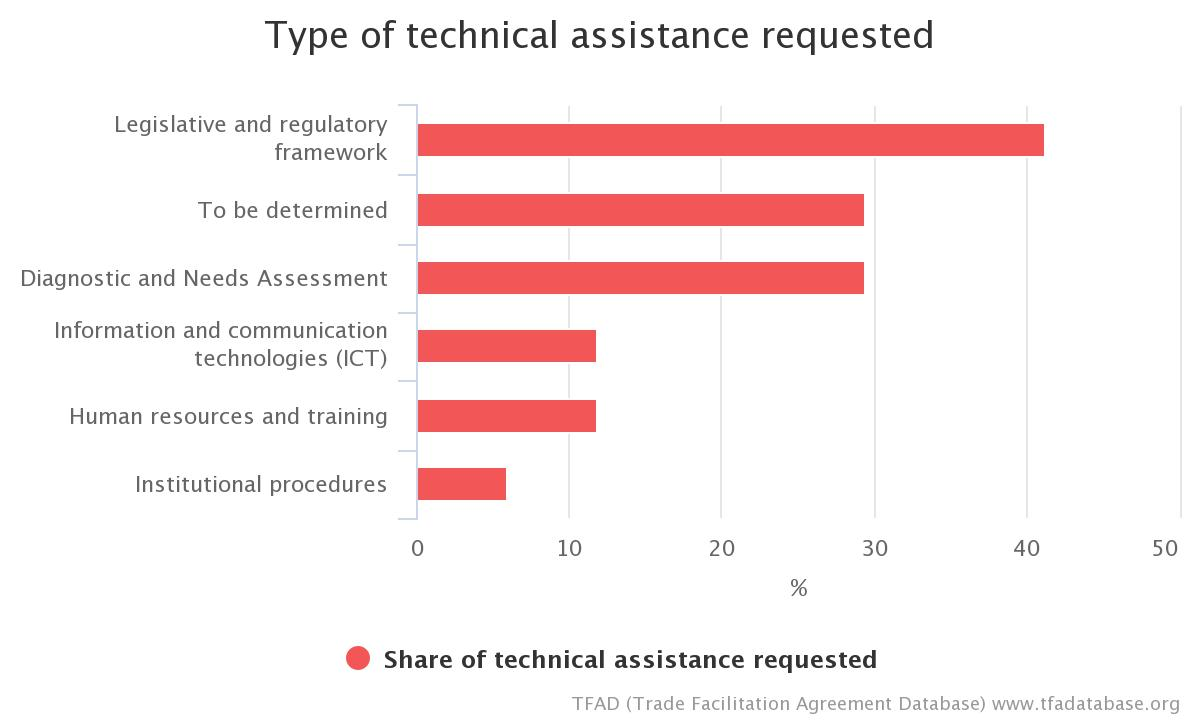 Type of technical assistance requested
Legislative and regulatory
framework
To be determined
Diagnostic and Needs Assessment
Information and communication
technologies (ICT)
Human resources and training
Institutional procedures
0 10 20 30 40 50
%
Share of technical assistance requested
TFAD (Trade Facilitation Agreement Database) www.tfadatabase.org